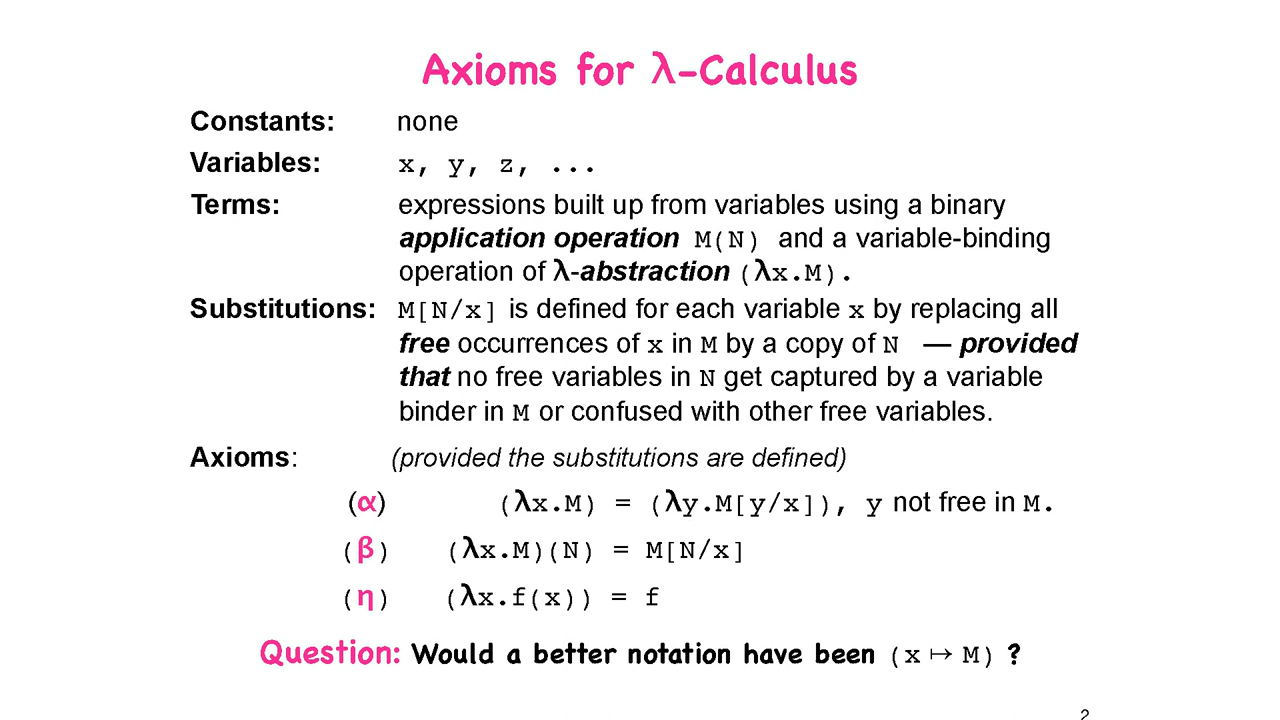 Axioms for λ-Calculus
Constants: none
Variables: x, y, z, ...
Terms: expressions built up from variables using a binary
application operation M(N) and a variable-binding
operation of λ-abstraction (λx.M).
Substitutions: M[N/x] is defined for each variable x by replacing all
free occurrences of x in M by a copy of N — provided
that no free variables in N get captured by a variable
binder in M or confused with other free variables.
Axioms: (provided the substitutions are defined)
(α) (λx.M) = (λy.M[y/x]), y not free in M.
(β) (λx.M)(N) = M[N/x]
(η) (λx.f(x)) = f
Question: Would a better notation have been (x ↦ M) ?
2